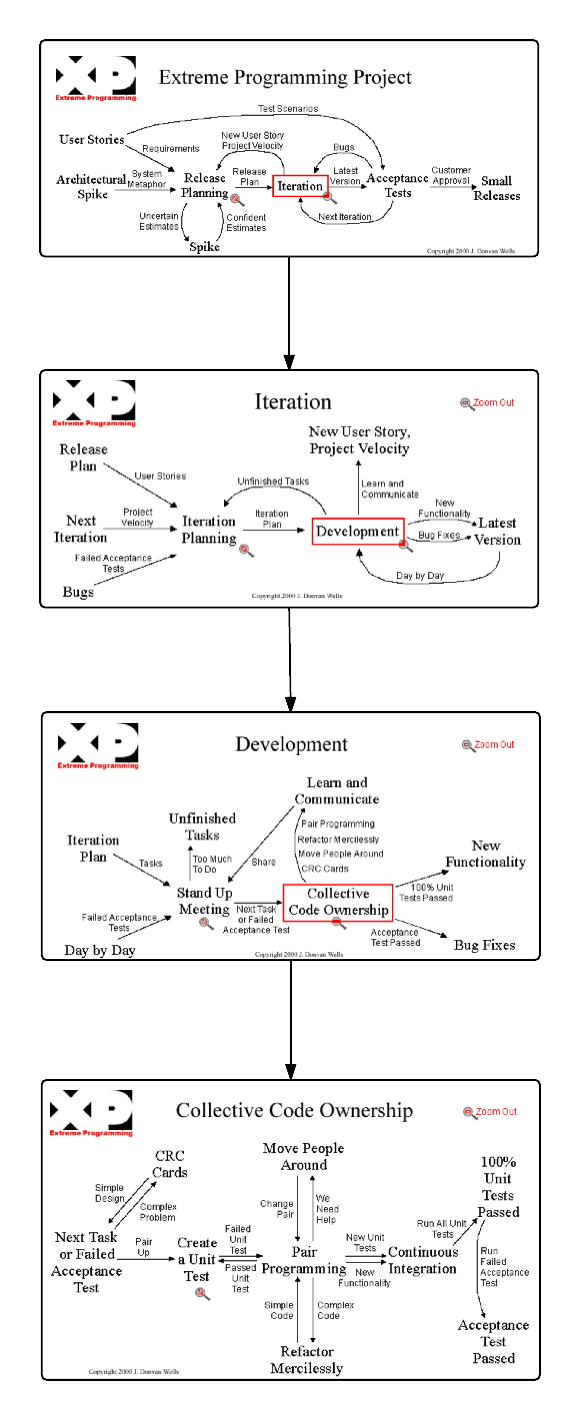 XP
Extreme Programming
Extreme Programming Project
Test Scenarios
User Stories
Requirements
New User Story
Project Velocity
Bugs
Architectural
Spike
System
Metaphor
Release
Planning
Release
Plan
Iteration
Latest
Version
Acceptance
Tests
Customer
Approval
Small
Releases
Uncertain
Estimates
Confident
Estimates
Next Iteration
Spike
Copyright 2000 J. Donvan Wells
XP
Extreme Programming
Iteration
Zoom Out
New User Story,
Project Velocity
Release
Plan
User Stories
Unfinished Tasks
Learn and
Communicate
Next
Iteration
Project
Velocity
Iteration
Planning
Iteration
Plan
Development
New
Functionality
Bug Fixes
Latest
Version
Failed Acceptance
Tests
Bugs
Day by Day
Copyright 2000 J. Donvan Wells
XP
Extreme Programming
Development
Zoom Out
Learn and
Communicate
Unfinished
Tasks
Pair Programming
Refactor Mercilessly
Move People Around
CRC Cards
Iteration
Plan
Tasks
Too Much
To Do
Share
New
Functionality
Stand Up
Meeting
Next Task
or Failed
Acceptance Test
Collective
Code Ownership
100% Unit
Tests Passed
Failed Acceptance
Tests
Day by Day
Acceptance
Test Passed
Bug Fixes
Copyright 2000 J. Donvan Wells
XP
Extreme Programming
Collective Code Ownership
Zoom Out
CRC
Cards
Move People
Around
100%
Unit
Tests
Passed
Simple
Design
Complex
Problem
Change
Pair
We
Need
Help
Next Task
or Failed
Acceptance
Test
Pair
Up
Create
a Unit
Test
Failed
Unit
Test
Passed
Unit
Test
Pair
Programming
New Unit
Tests
New
Functionality
Continuous
Integration
Run All Unit
Tests
Run
Failed
Acceptance
Test
Simple
Code
Complex
Code
Refactor
Mercilessly
Acceptance
Test
Passed
Copyright 2000 J. Donvan Wells